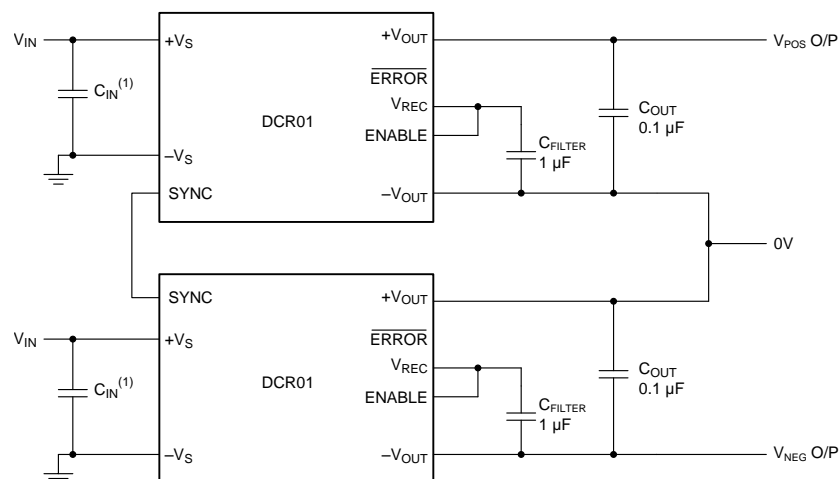 V_IN +V_S +V_OUT V_POS O/P
ERROR
C_IN^(1) V_REC C_OUT
DCR01 0.1 µF
ENABLE C_FILTER
1 µF
–V_S –V_OUT
SYNC
0V
SYNC +V_OUT
V_IN +V_S ERROR
V_REC C_OUT
C_IN^(1) DCR01 0.1 µF
ENABLE C_FILTER
1 µF
–V_S –V_OUT V_NEG O/P